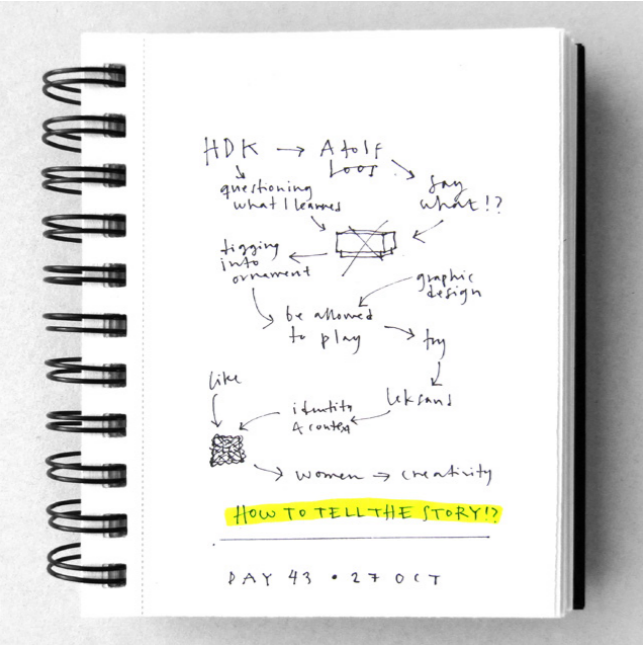 HDK → Adolf
Loos
questioning
what I learned
say
what!?
digging
into
ornament
graphic
design
be allowed
to play
try
like
identity
& context
leksand
women → creativity
HOW TO TELL THE STORY!?
DAY 43 • 27 OCT